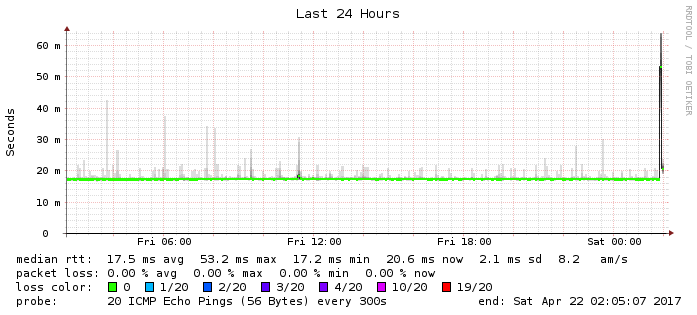 Last 24 Hours
RRDTOOL / TOBI OETIKER
Seconds
60 m
50 m
40 m
30 m
20 m
10 m
0
Fri 06:00 Fri 12:00 Fri 18:00 Sat 00:00
median rtt: 17.5 ms avg 53.2 ms max 17.2 ms min 20.6 ms now 2.1 ms sd 8.2 am/s
packet loss: 0.00 % avg 0.00 % max 0.00 % min 0.00 % now
loss color: 0 1/20 2/20 3/20 4/20 10/20 19/20
probe: 20 ICMP Echo Pings (56 Bytes) every 300s end: Sat Apr 22 02:05:07 2017